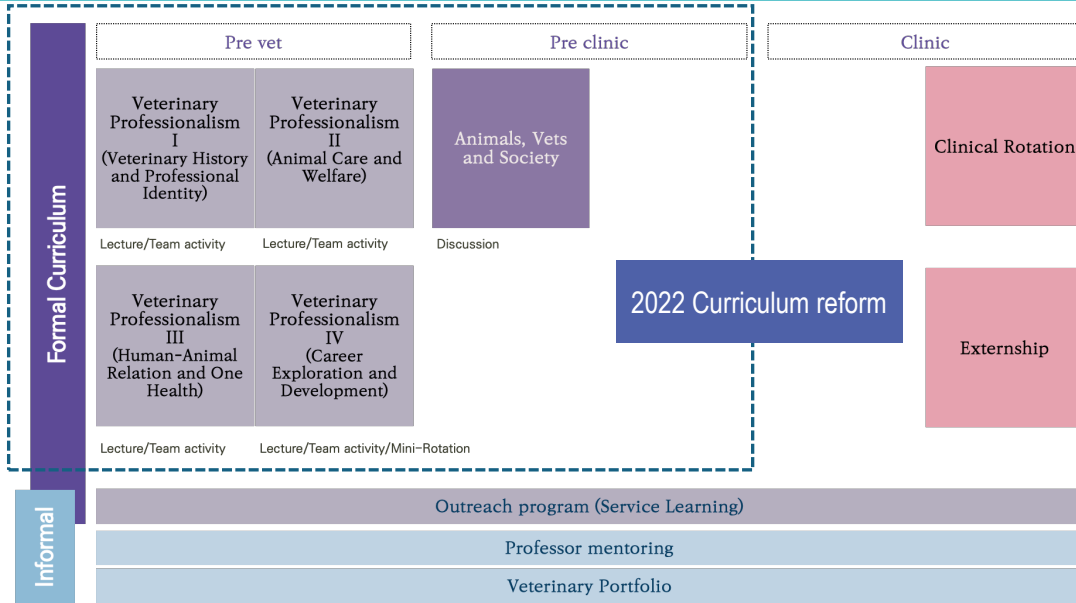 Pre vet
Pre clinic
Clinic
Formal Curriculum
Veterinary
Professionalism
I
(Veterinary History
and Professional
Identity)
Veterinary
Professionalism
II
(Animal Care and
Welfare)
Animals, Vets
and Society
Clinical Rotation
Lecture/Team activity
Lecture/Team activity
Discussion
2022 Curriculum reform
Veterinary
Professionalism
III
(Human-Animal
Relation and One
Health)
Veterinary
Professionalism
IV
(Career
Exploration and
Development)
Externship
Lecture/Team activity
Lecture/Team activity/Mini-Rotation
Informal
Outreach program (Service Learning)
Professor mentoring
Veterinary Portfolio